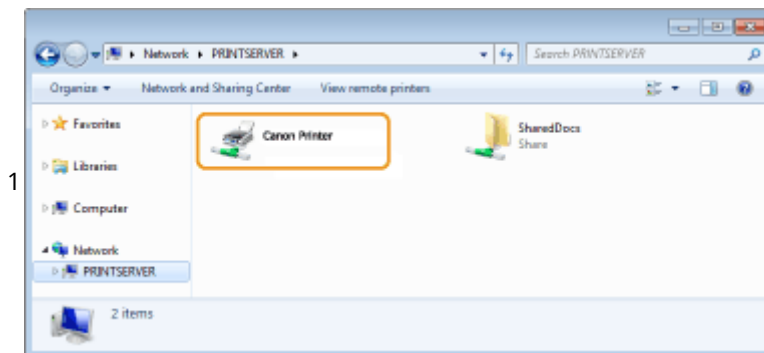 Network ▸ PRINTSERVER ▸ Search PRINTSERVER
Organize Network and Sharing Center View remote printers
Favorites
Canon Printer
SharedDocs
Share
Libraries
1
Computer
Network
PRINTSERVER
2 items